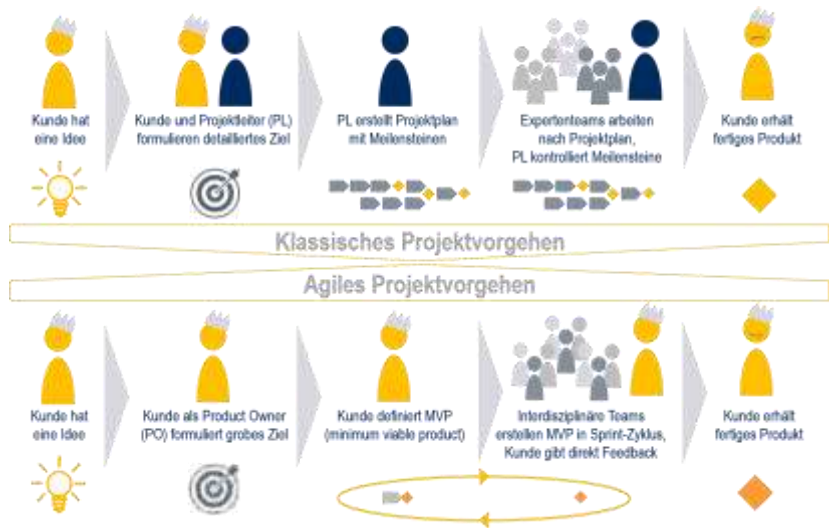 Kunde hat
eine Idee
Kunde und Projektleiter (PL)
formulieren detailliertes Ziel
PL erstellt Projektplan
mit Meilensteinen
Expertenteams arbeiten
nach Projektplan,
PL kontrolliert Meilensteine
Kunde erhält
fertiges Produkt
Klassisches Projektvorgehen
Agiles Projektvorgehen
Kunde hat
eine Idee
Kunde als Product Owner
(PO) formuliert grobes Ziel
Kunde definiert MVP
(minimum viable product)
Interdisziplinäre Teams
erstellen MVP in Sprint-Zyklus,
Kunde gibt direkt Feedback
Kunde erhält
fertiges Produkt